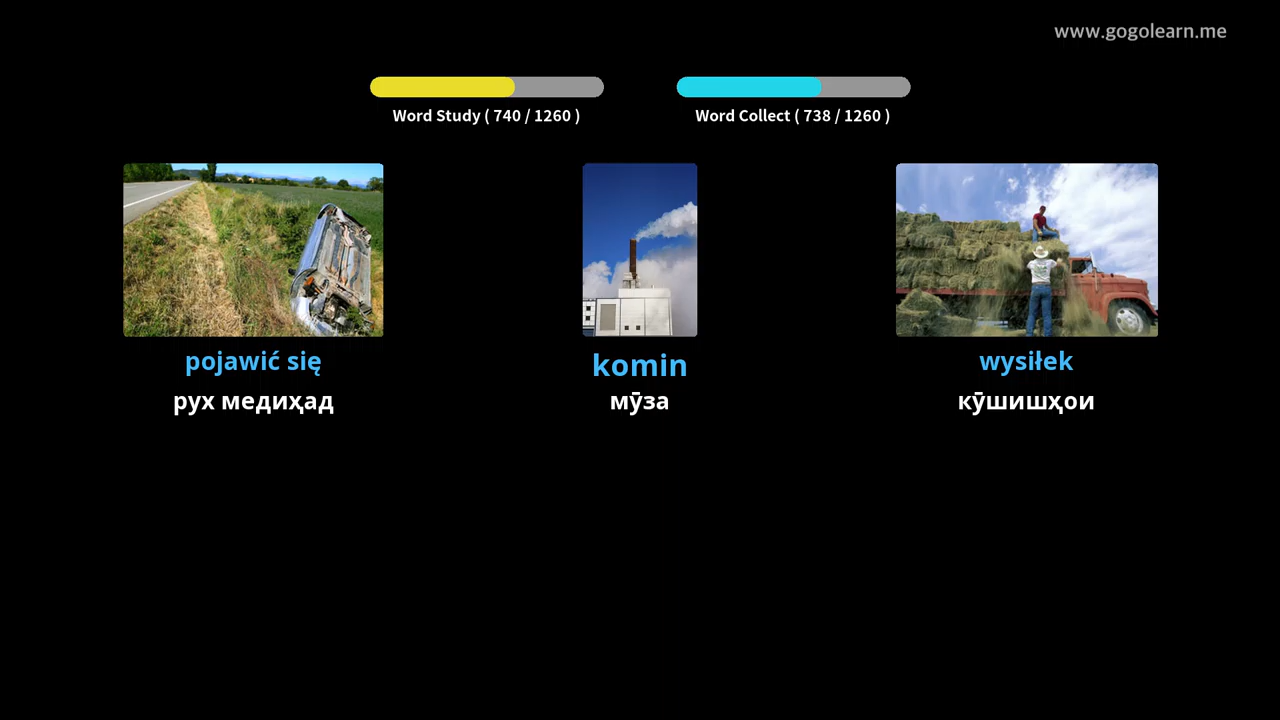 www.gogolearn.me
Word Study ( 740 / 1260 )
Word Collect ( 738 / 1260 )
pojawić się
komin
wysiłek
рух медиҳад
мӯза
кӯшишҳои